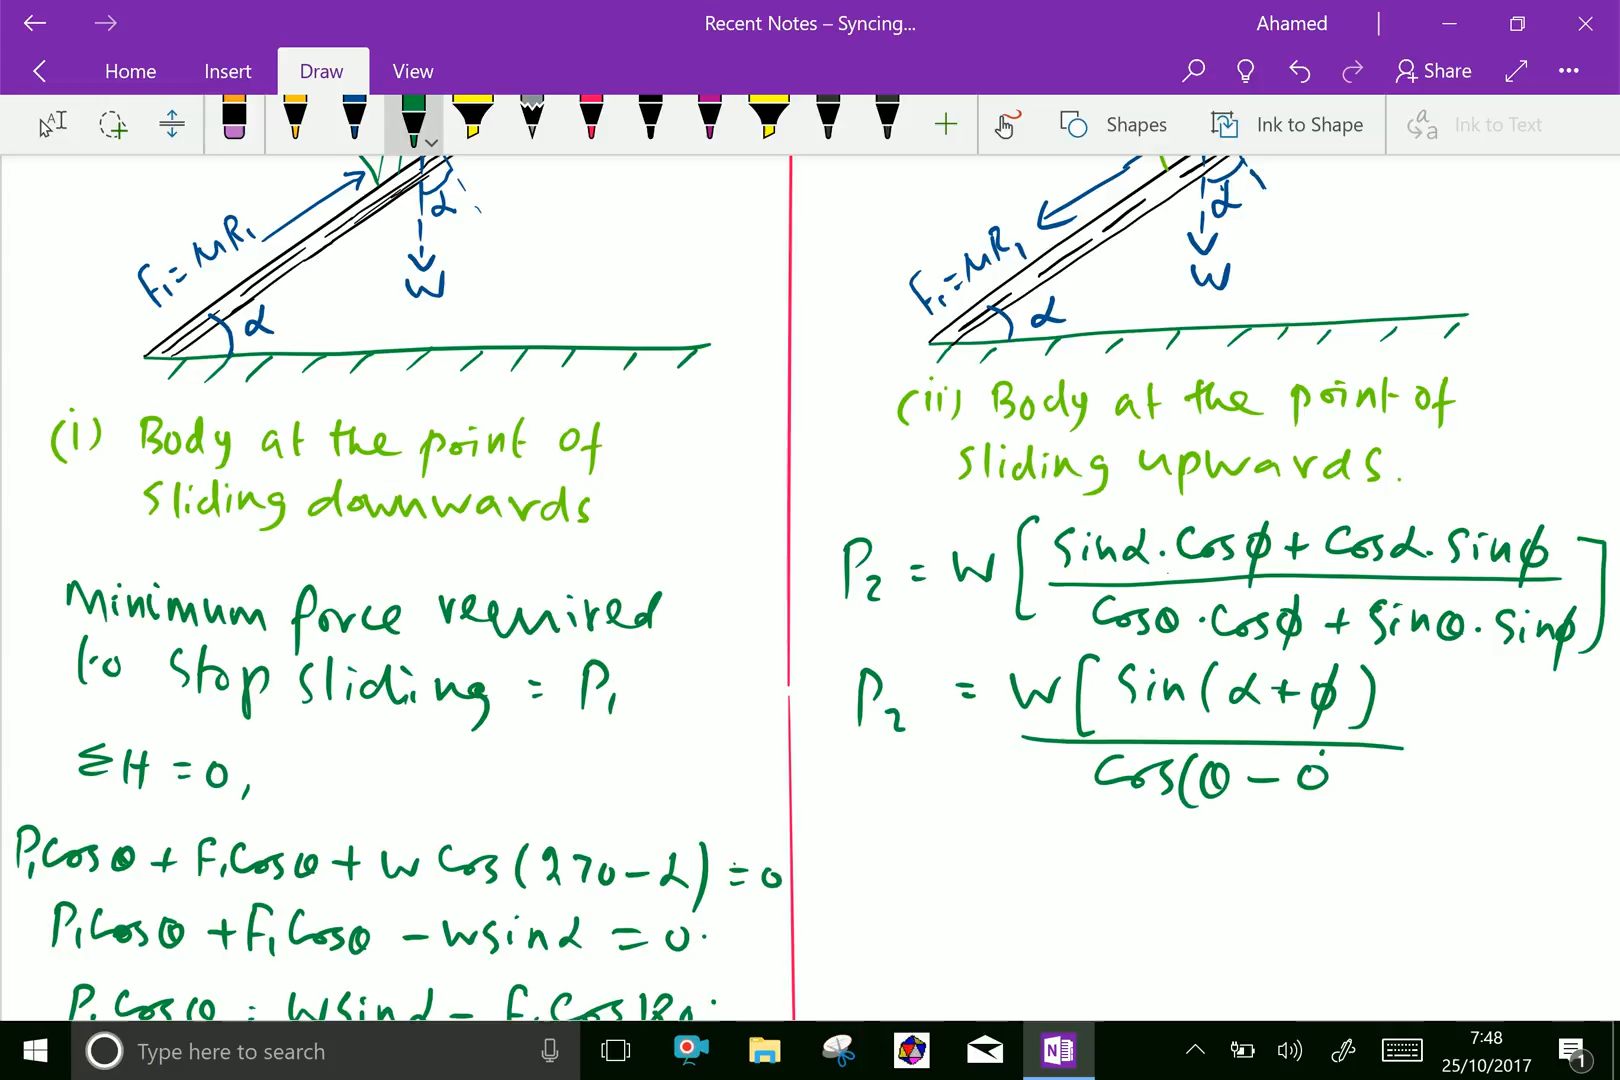 Recent Notes – Syncing...
Ahamed
Home
Insert
Draw
View
Share
Shapes
Ink to Shape
Ink to Text
F₁ = μR₁
α
W
α
(i) Body at the point of
sliding downwards
Minimum force required
to stop sliding = P₁
ΣH = 0,
P₁Cosθ + F₁Cosθ + W Cos(270 - α) = 0
P₁Cosθ + F₁Cosθ - WSinα = 0.
F₁ = μR₁
α
W
α
(ii) Body at the point of
sliding upwards.
P₂ = W [ Sinα . Cosφ + Cosα . Sinφ
Cosθ . Cosφ + Sinθ . Sinφ ]
P₂ = W [ Sin(α + φ)
Cos(θ -
Type here to search
7:48
25/10/2017
1